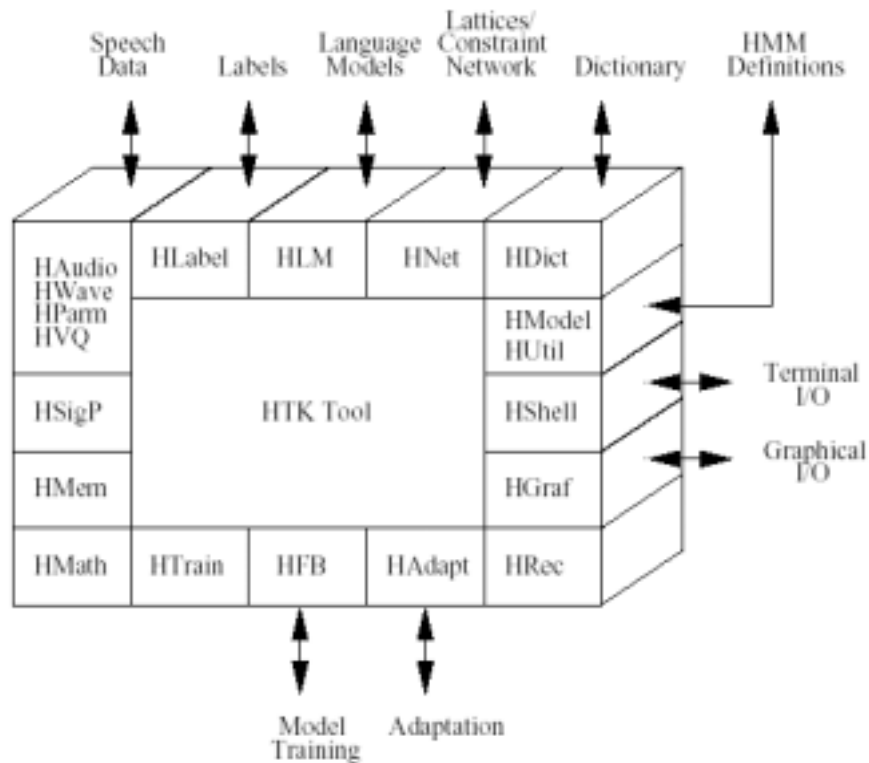 Speech
Data
Labels
Language
Models
Lattices/
Constraint
Network
Dictionary
HMM
Definitions
HAudio
HWave
HParm
HVQ
HLabel
HLM
HNet
HDict
HModel
HUtil
HSigP
HTK Tool
HShell
Terminal
I/O
HMem
HGraf
Graphical
I/O
HMath
HTrain
HFB
HAdapt
HRec
Model
Training
Adaptation